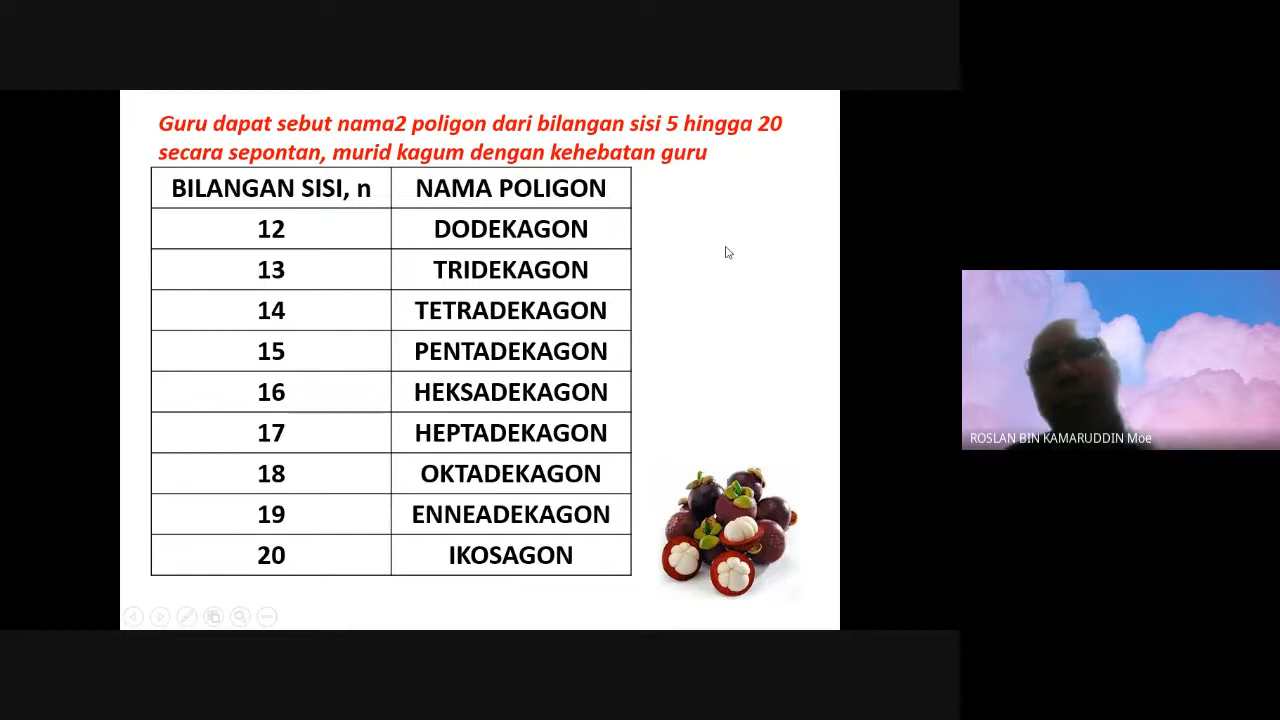 Guru dapat sebut nama2 poligon dari bilangan sisi 5 hingga 20
secara sepontan, murid kagum dengan kehebatan guru
BILANGAN SISI, n NAMA POLIGON
12 DODEKAGON
13 TRIDEKAGON
14 TETRADEKAGON
15 PENTADEKAGON
16 HEKSADEKAGON
17 HEPTADEKAGON
18 OKTADEKAGON
19 ENNEADEKAGON
20 IKOSAGON
ROSLAN BIN KAMARUDDIN Moe